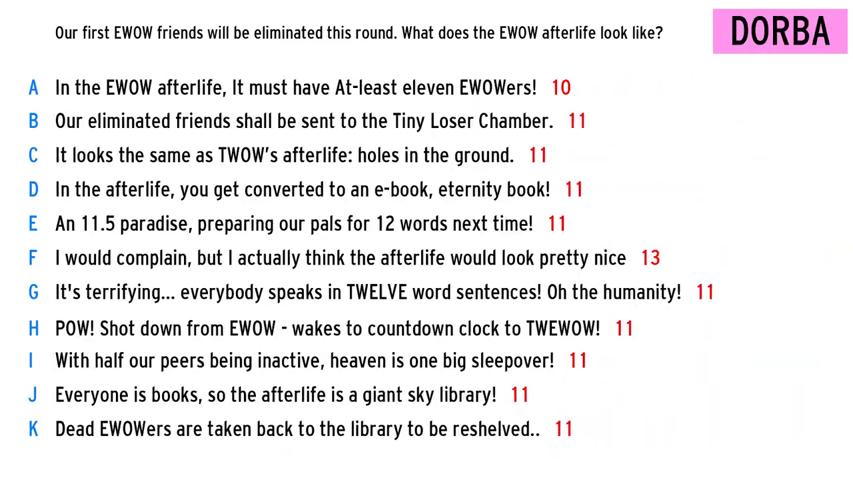 Our first EWOW friends will be eliminated this round. What does the EWOW afterlife look like?
DORBA
A In the EWOW afterlife, It must have At-least eleven EWOWers! 10
B Our eliminated friends shall be sent to the Tiny Loser Chamber. 11
C It looks the same as TWOW's afterlife: holes in the ground. 11
D In the afterlife, you get converted to an e-book, eternity book! 11
E An 11.5 paradise, preparing our pals for 12 words next time! 11
F I would complain, but I actually think the afterlife would look pretty nice 13
G It's terrifying... everybody speaks in TWELVE word sentences! Oh the humanity! 11
H POW! Shot down from EWOW - wakes to countdown clock to TWEWOW! 11
I With half our peers being inactive, heaven is one big sleepover! 11
J Everyone is books, so the afterlife is a giant sky library! 11
K Dead EWOWers are taken back to the library to be reshelved.. 11